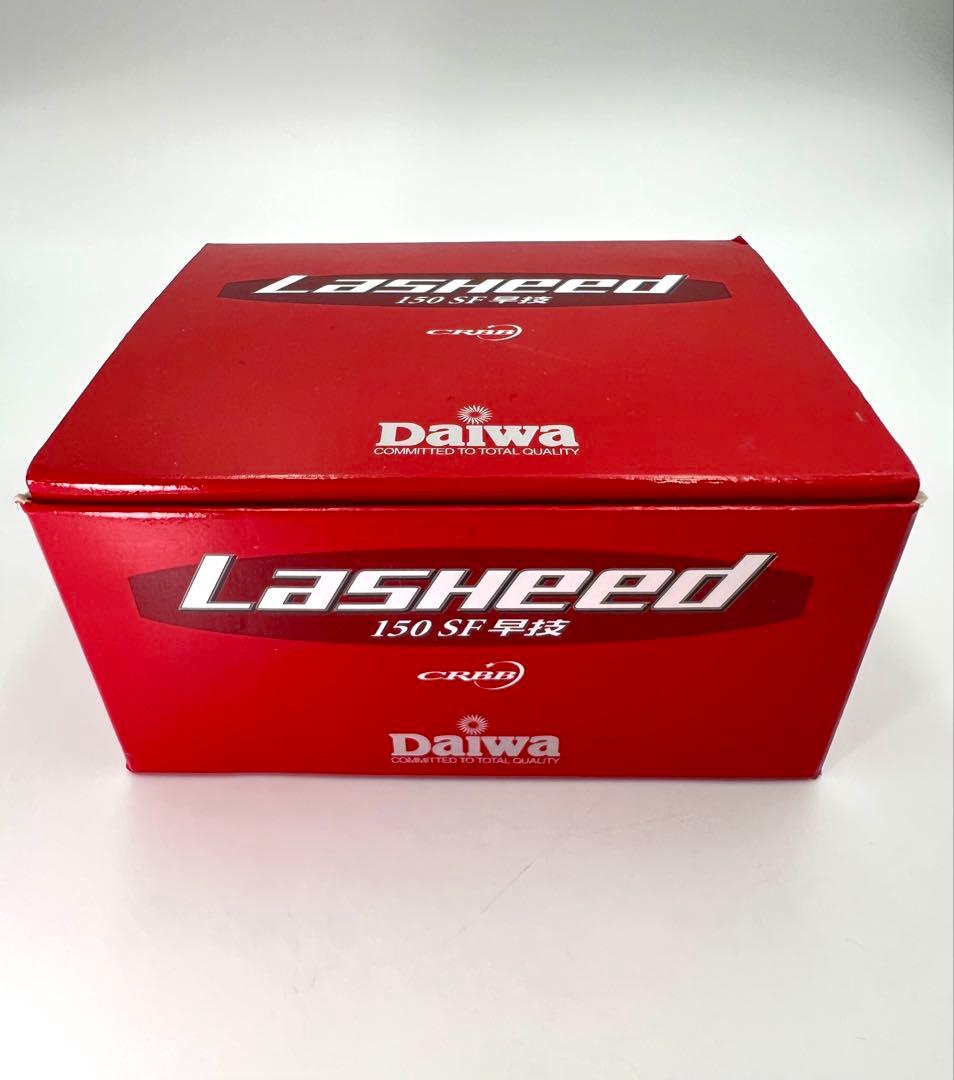 Lasheed
150 SF 早技
CRBB
Daiwa
COMMITTED TO TOTAL QUALITY
Lasheed
150 SF 早技
CRBB
Daiwa
COMMITTED TO TOTAL QUALITY